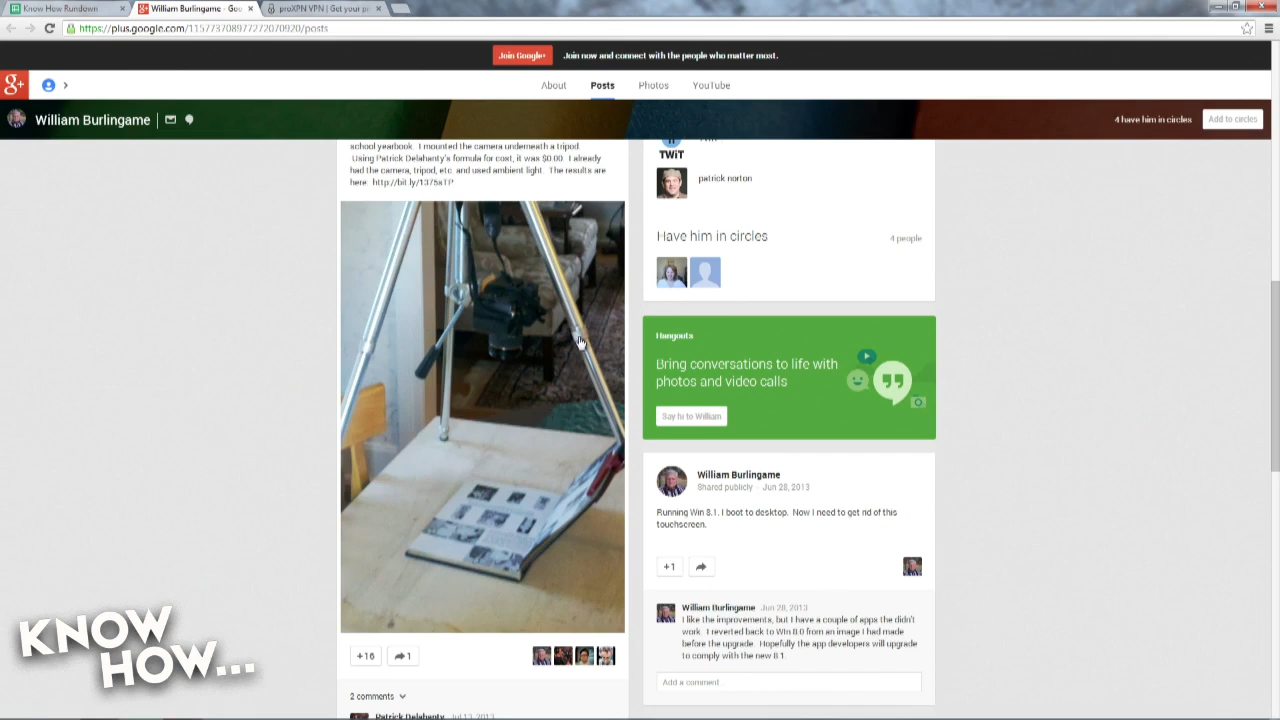 Know How Rundown
William Burlingame - Goo
proXPN VPN | Get your pr
https://plus.google.com/115773708977272070920/posts
Join Google+
Join now and connect with the people who matter most.
g+
About
Posts
Photos
YouTube
William Burlingame
4 have him in circles
Add to circles
school yearbook. I mounted the camera underneath a tripod.
Using Patrick Delahanty's formula for cost, it was $0.00. I already
had the camera, tripod, etc. and used ambient light. The results are
here:
TWiT
patrick norton
Have him in circles
4 people
Hangouts
Bring conversations to life with
photos and video calls
Say hi to William
William Burlingame
Shared publicly - Jun 28, 2013
Running Win 8.1. I boot to desktop. Now I need to get rid of this
touchscreen.
+1
William Burlingame Jun 28, 2013
I like the improvements, but I have a couple of apps the didn't
work. I reverted back to Win 8.0 from an image I had made
before the upgrade. Hopefully the app developers will upgrade
to comply with the new 8.1.
Add a comment...
+16
1
2 comments
Patrick Delahanty Jul 13, 2013
KNOW
HOW...